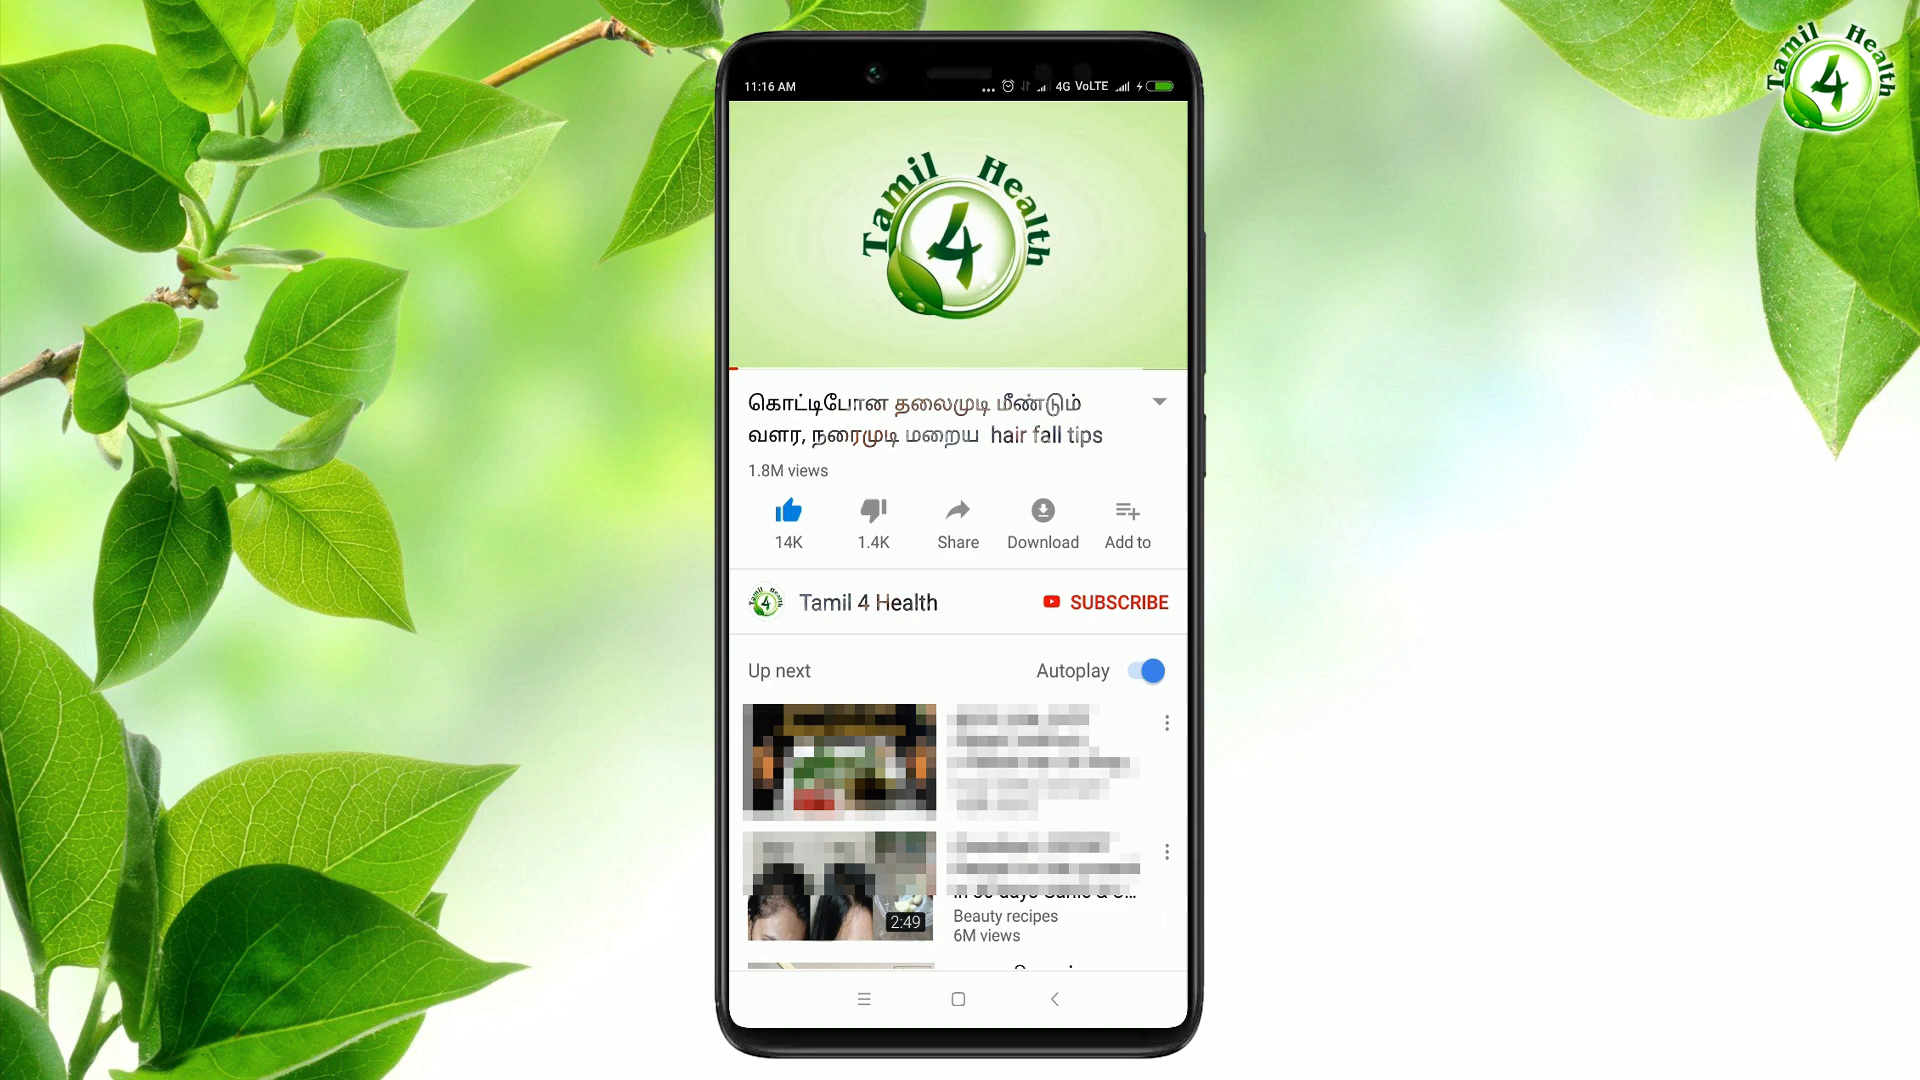 Tamil 4 Health
11:16 AM
4G VoLTE
Tamil 4 Health
கொட்டிபோன தலைமுடி மீண்டும்
வளர, நரைமுடி மறைய hair fall tips
1.8M views
14K
1.4K
Share
Download
Add to
Tamil 4 Health
SUBSCRIBE
Up next
Autoplay
2:49
Beauty recipes
6M views